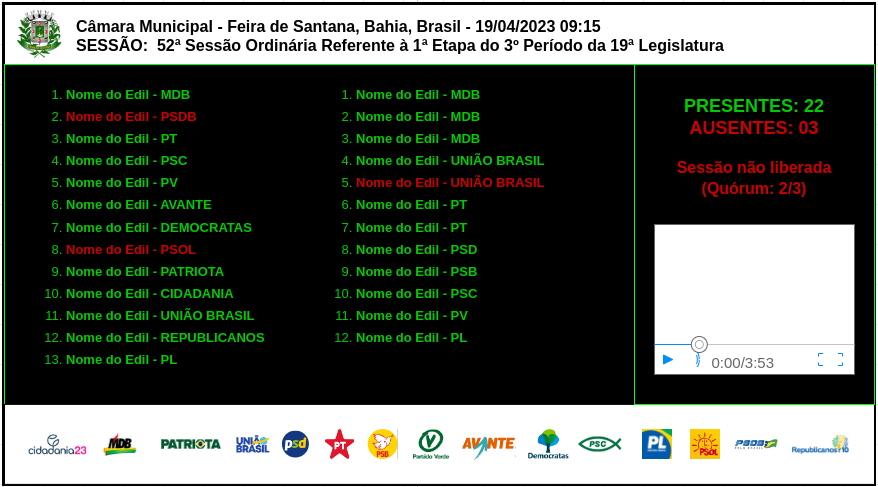 Câmara Municipal - Feira de Santana, Bahia, Brasil - 19/04/2023 09:15
SESSÃO: 52ª Sessão Ordinária Referente à 1ª Etapa do 3º Período da 19ª Legislatura
1. Nome do Edil - MDB
2. Nome do Edil - PSDB
3. Nome do Edil - PT
4. Nome do Edil - PSC
5. Nome do Edil - PV
6. Nome do Edil - AVANTE
7. Nome do Edil - DEMOCRATAS
8. Nome do Edil - PSOL
9. Nome do Edil - PATRIOTA
10. Nome do Edil - CIDADANIA
11. Nome do Edil - UNIÃO BRASIL
12. Nome do Edil - REPUBLICANOS
13. Nome do Edil - PL
1. Nome do Edil - MDB
2. Nome do Edil - MDB
3. Nome do Edil - MDB
4. Nome do Edil - UNIÃO BRASIL
5. Nome do Edil - UNIÃO BRASIL
6. Nome do Edil - PT
7. Nome do Edil - PT
8. Nome do Edil - PSD
9. Nome do Edil - PSB
10. Nome do Edil - PSC
11. Nome do Edil - PV
12. Nome do Edil - PL
PRESENTES: 22
AUSENTES: 03
Sessão não liberada
(Quórum: 2/3)
0:00/3:53
cidadania23
MDB
PATRIOTA
UNIÃO
BRASIL
psd
PT
PSB
Partido Verde
AVANTE
Democratas
PSC
PL
PSOL
PSDB
Republicanos10